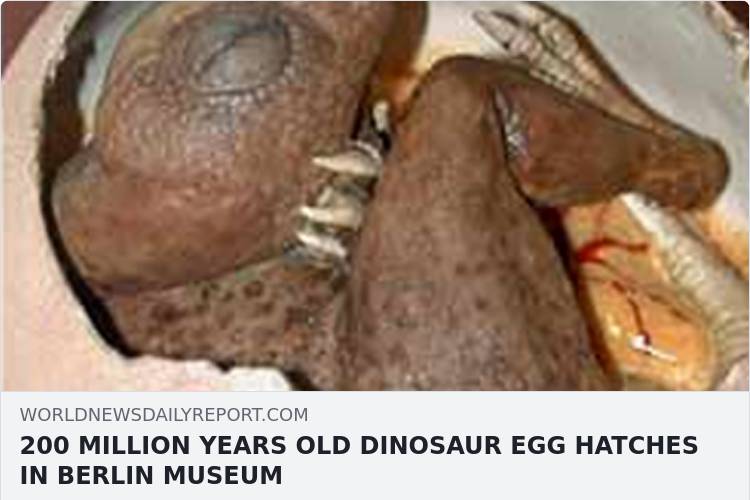 WORLDNEWSDAILYREPORT.COM
200 MILLION YEARS OLD DINOSAUR EGG HATCHES
IN BERLIN MUSEUM